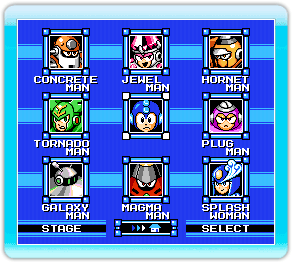 CONCRETE MAN
JEWEL MAN
HORNET MAN
TORNADO MAN
PLUG MAN
GALAXY MAN
MAGMA MAN
SPLASH WOMAN
STAGE
SELECT